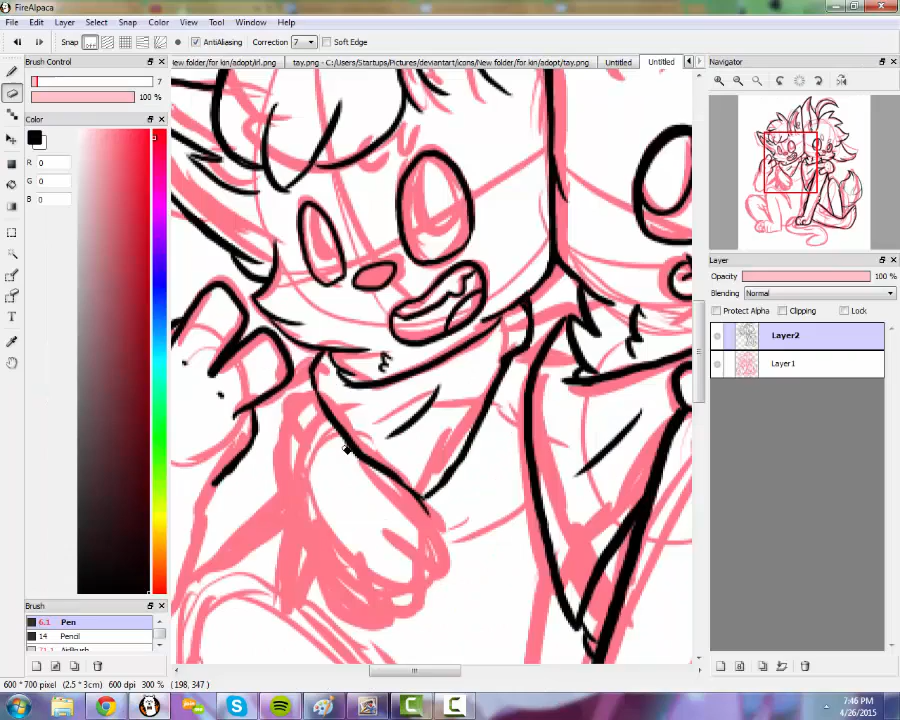 FireAlpaca
File Edit Layer Select Snap Color View Tool Window Help
Snap AntiAliasing Correction 7 Soft Edge
Brush Control
7
100 %
Color
R 0
G 0
B 0
Brush
6.1 Pen
14 Pencil
AirBrush
New folder/for kin/adopt/irl.png tay.png - C:/Users/Startups/Pictures/deviantart/icons/New folder/for kin/adopt/tay.png Untitled Untitled
Navigator
Layer
Opacity 100 %
Blending Normal
Protect Alpha Clipping Lock
Layer2
Layer1
600 * 700 pixel (2.5 * 3cm) 600 dpi 300 % (198, 347)
7:46 PM
4/26/2015